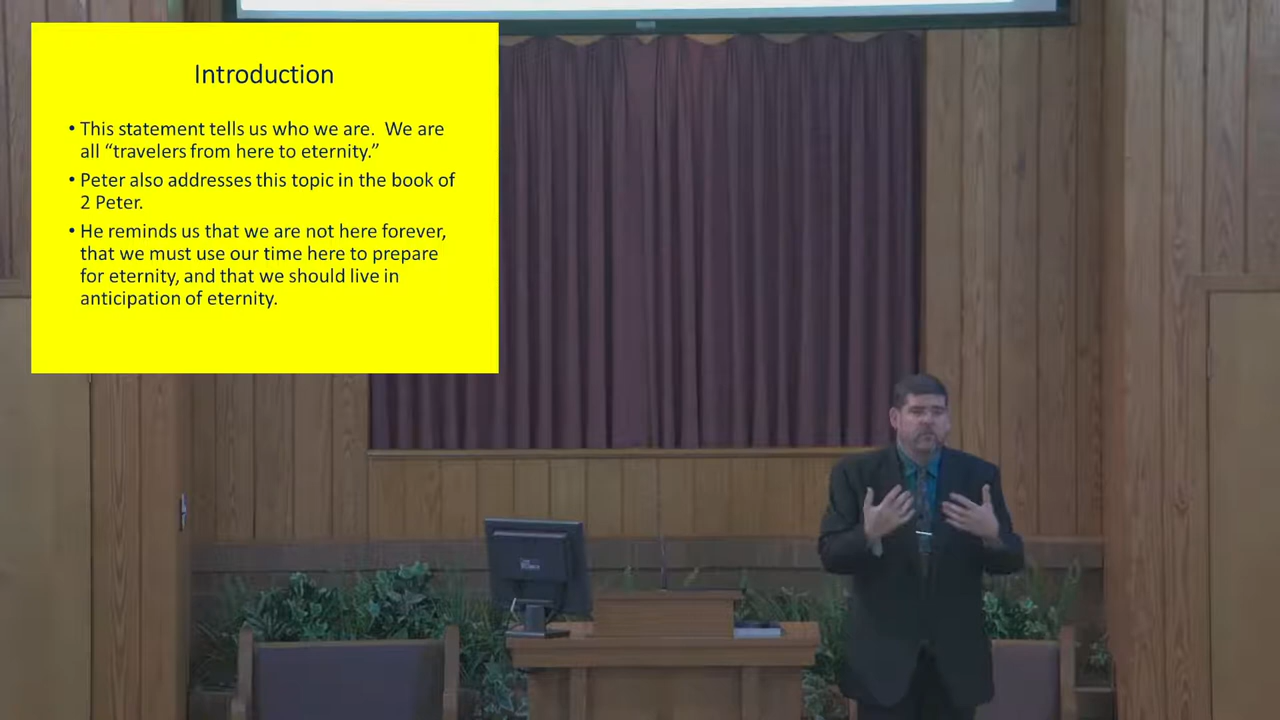 Introduction
• This statement tells us who we are. We are
all “travelers from here to eternity.”
• Peter also addresses this topic in the book of
2 Peter.
• He reminds us that we are not here forever,
that we must use our time here to prepare
for eternity, and that we should live in
anticipation of eternity.